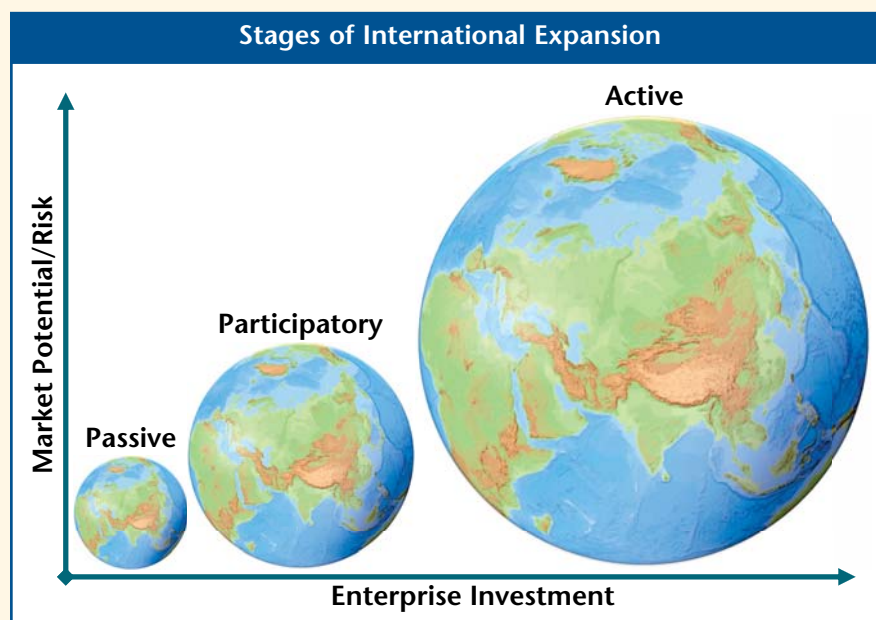 Stages of International Expansion
Active
Participatory
Passive
Market Potential/Risk
Enterprise Investment